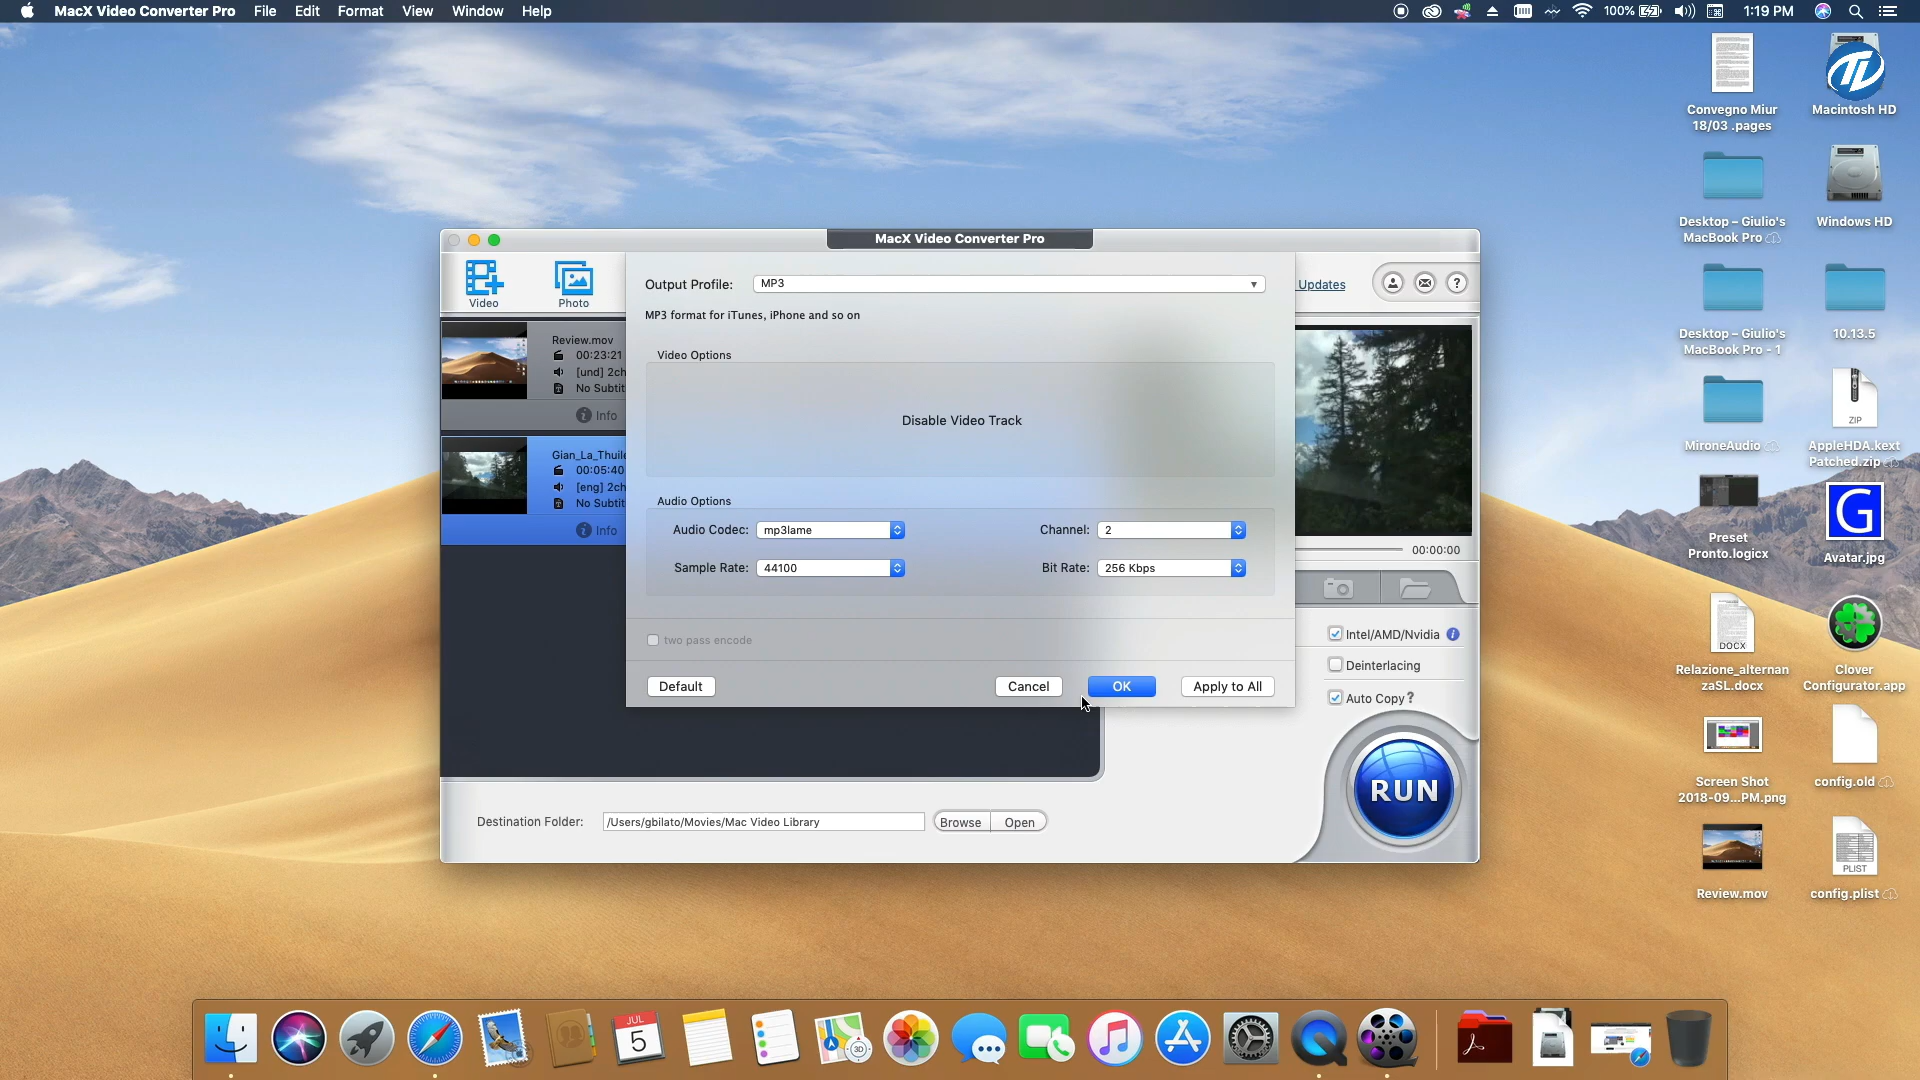 MacX Video Converter Pro File Edit Format View Window Help
100% 1:19 PM
MacX Video Converter Pro
Video
Photo
Updates
Output Profile: MP3
MP3 format for iTunes, iPhone and so on
Video Options
Disable Video Track
Audio Options
Audio Codec: mp3lame
Channel: 2
Sample Rate: 44100
Bit Rate: 256 Kbps
two pass encode
Default
Cancel
OK
Apply to All
Review.mov
00:23:21
[und] 2ch
No Subtit
Info
Gian_La_Thuile
00:05:40
[eng] 2ch
No Subtit
Info
00:00:00
Intel/AMD/Nvidia
Deinterlacing
Auto Copy ?
RUN
Destination Folder: /Users/gbilato/Movies/Mac Video Library
Browse
Open
Convegno Miur
18/03 .pages
Macintosh HD
Desktop – Giulio's
MacBook Pro
Windows HD
Desktop – Giulio's
MacBook Pro - 1
10.13.5
MironeAudio
ZIP
AppleHDA.kext
Patched.zip
Preset
Pronto.logicx
G
Avatar.jpg
DOCX
Relazione_alternan
zaSL.docx
Clover
Configurator.app
Screen Shot
2018-09...PM.png
config.old
Review.mov
PLIST
config.plist
JUL
5
3D